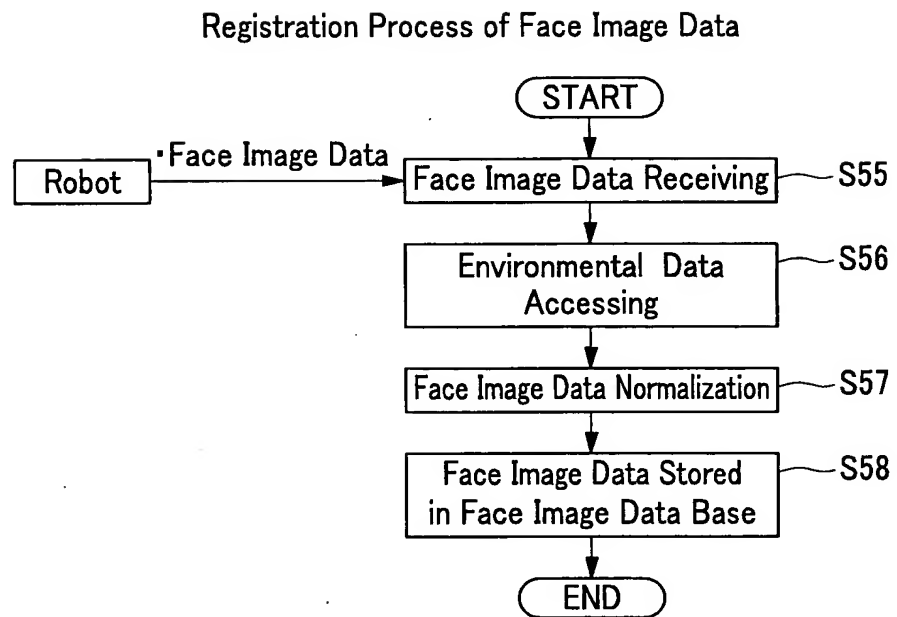 Registration Process of Face Image Data
START
·Face Image Data
Robot
Face Image Data Receiving
S55
Environmental Data
Accessing
S56
Face Image Data Normalization
S57
Face Image Data Stored
in Face Image Data Base
S58
END